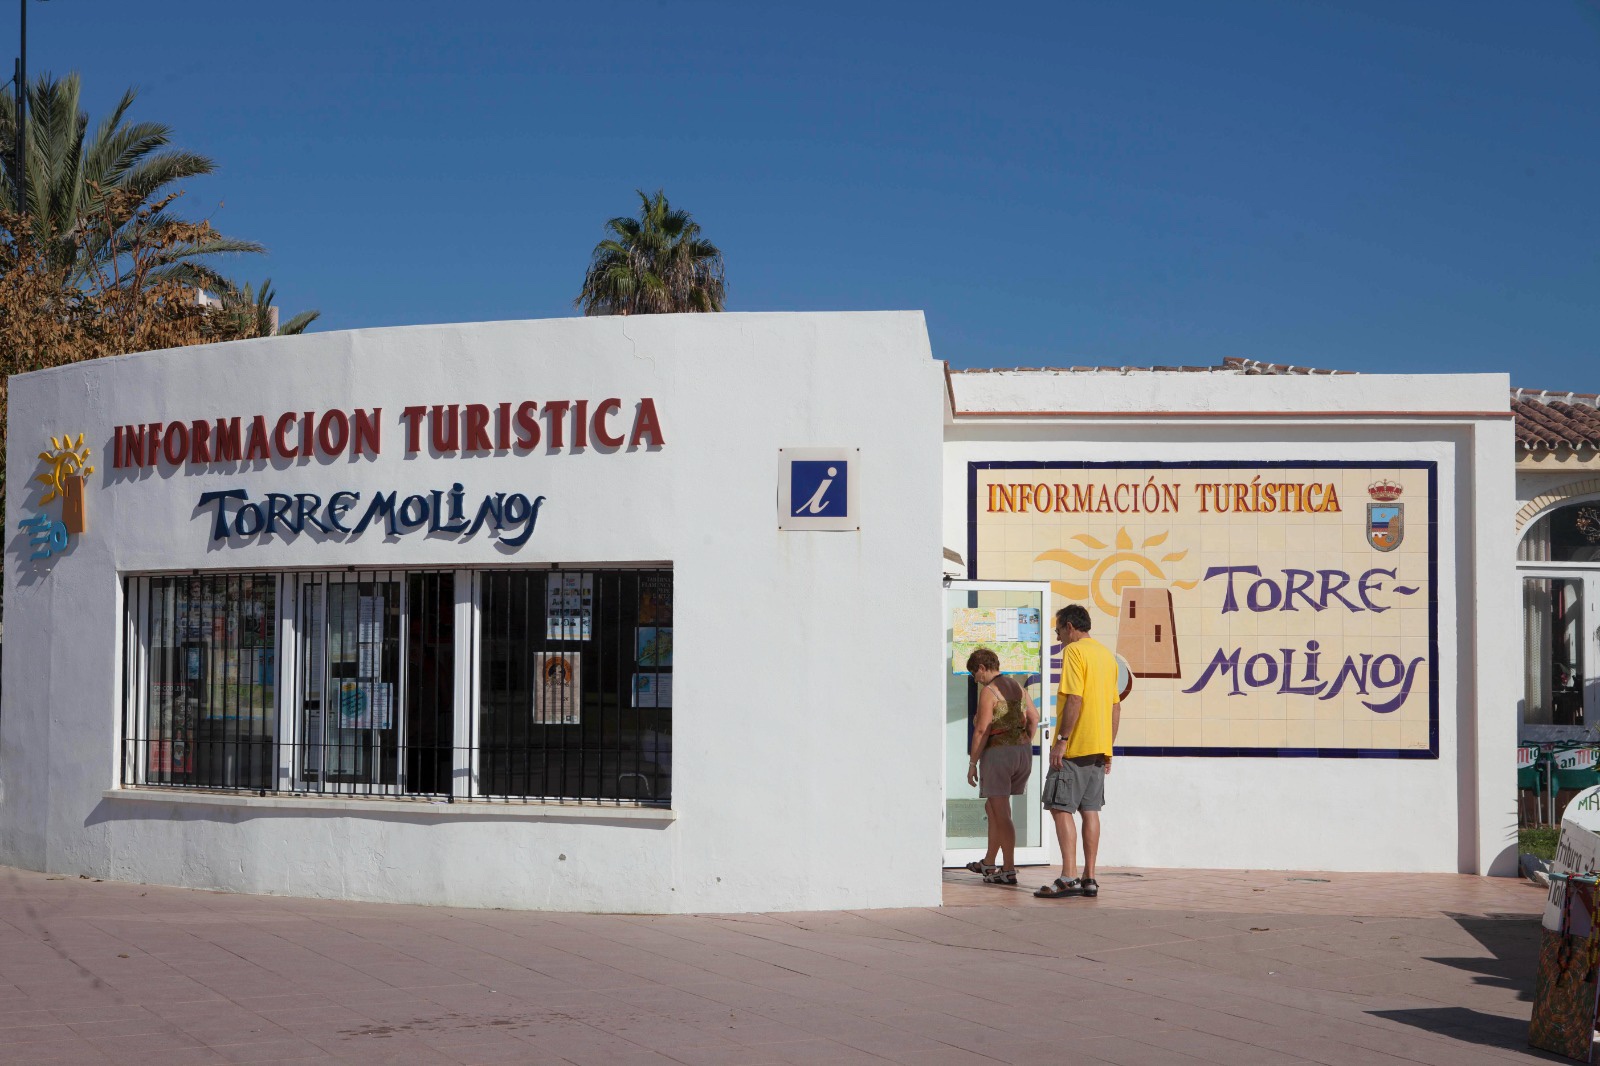 INFORMACION TURISTICA
TORREMOLINOS
i
INFORMACIÓN TURÍSTICA
TORRE-
MOLINOS